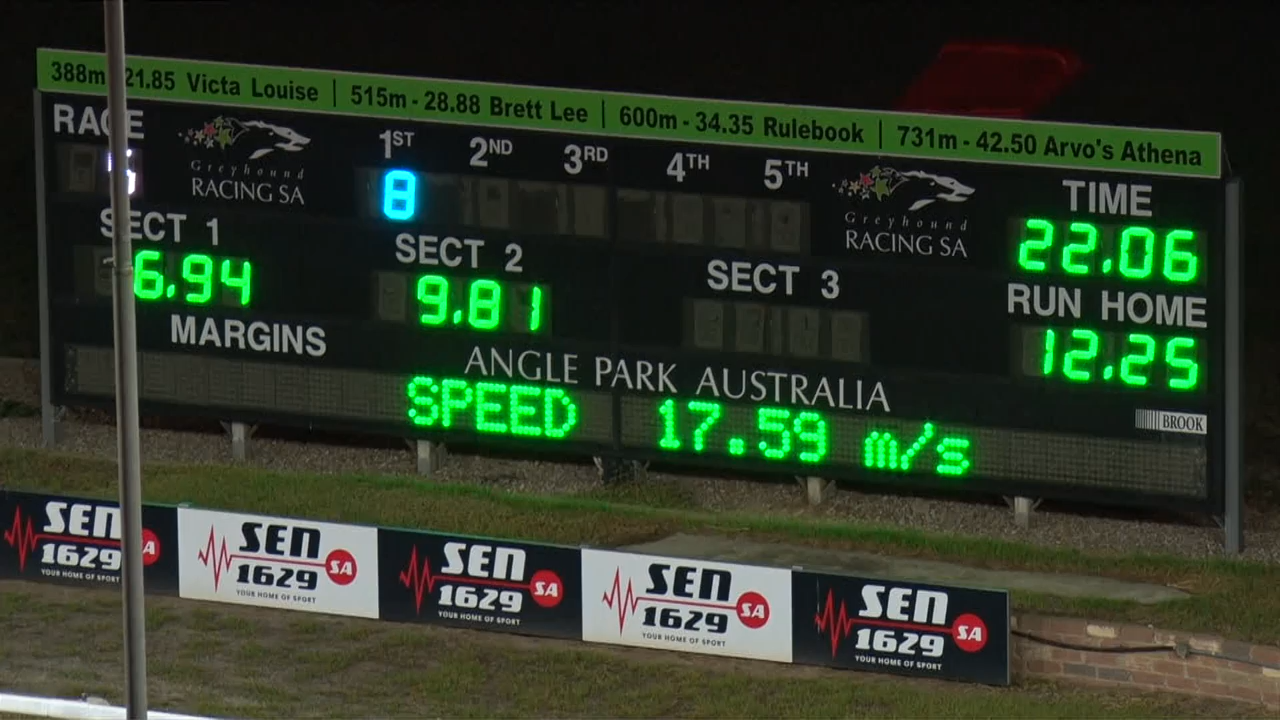 388m 21.85 Victa Louise | 515m - 28.88 Brett Lee | 600m - 34.35 Rulebook | 731m - 42.50 Arvo's Athena
RACE
Greyhound
RACING SA
1ST 2ND 3RD 4TH 5TH
8
Greyhound
RACING SA
TIME
22.06
SECT 1
6.94
SECT 2
9.81
SECT 3
RUN HOME
12.25
MARGINS
ANGLE PARK AUSTRALIA
BROOK
SPEED 17.59 m/s
SEN
1629
YOUR HOME OF SPORT
SEN
1629
SA
YOUR HOME OF SPORT
SEN
1629
SA
YOUR HOME OF SPORT
SEN
1629
SA
YOUR HOME OF SPORT
SEN
1629
SA
YOUR HOME OF SPORT